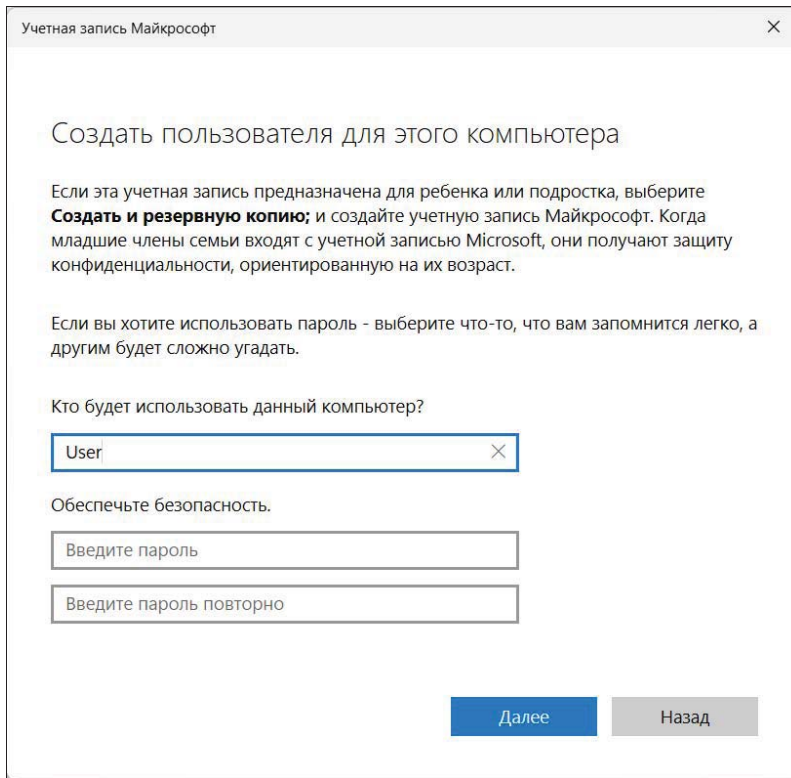 Учетная запись Майкрософт
Создать пользователя для этого компьютера
Если эта учетная запись предназначена для ребенка или подростка, выберите
Создать и резервную копию; и создайте учетную запись Майкрософт. Когда
младшие члены семьи входят с учетной записью Microsoft, они получают защиту
конфиденциальности, ориентированную на их возраст.
Если вы хотите использовать пароль - выберите что-то, что вам запомнится легко, а
другим будет сложно угадать.
Кто будет использовать данный компьютер?
User
Обеспечьте безопасность.
Введите пароль
Введите пароль повторно
Далее Назад